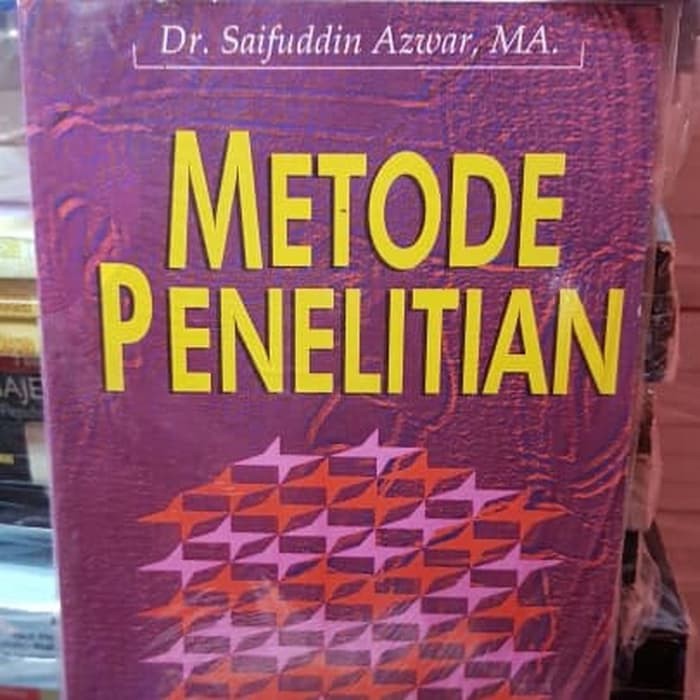 Dr. Saifuddin Azwar, MA.
METODE
PENELITIAN